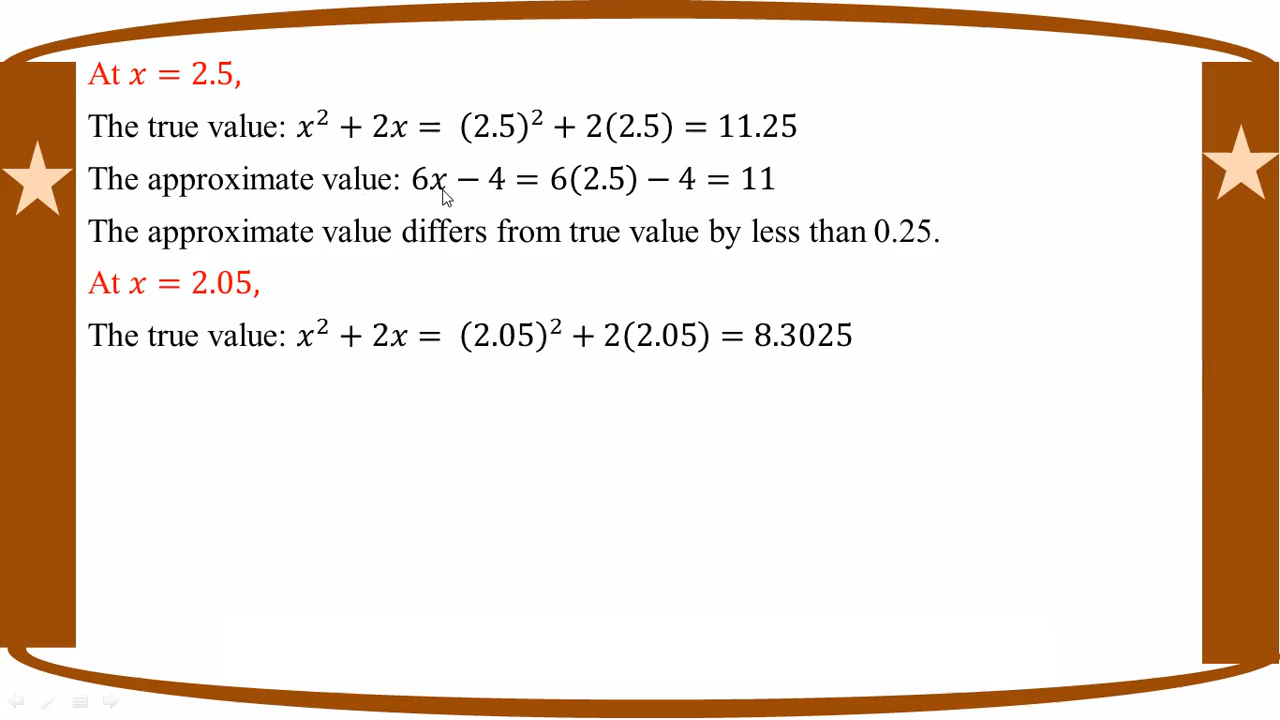 At 𝑥 = 2.5,
The true value: 𝑥² + 2𝑥 = (2.5)² + 2(2.5) = 11.25
The approximate value: 6𝑥 − 4 = 6(2.5) − 4 = 11
The approximate value differs from true value by less than 0.25.
At 𝑥 = 2.05,
The true value: 𝑥² + 2𝑥 = (2.05)² + 2(2.05) = 8.3025